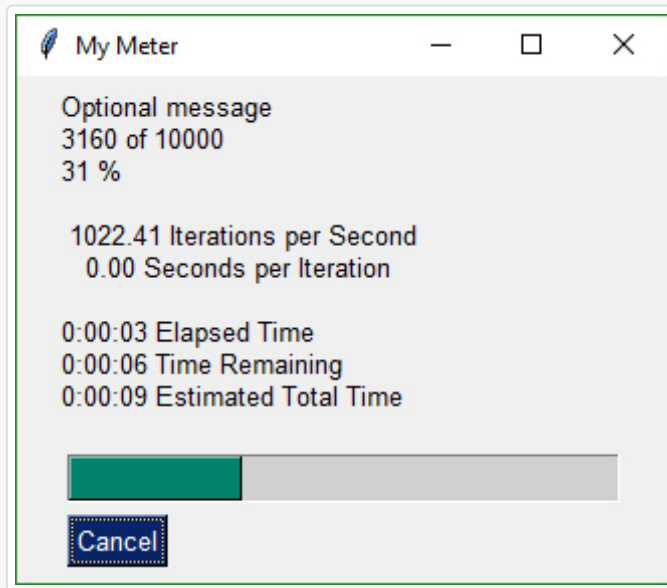 My Meter
Optional message
3160 of 10000
31 %
1022.41 Iterations per Second
0.00 Seconds per Iteration
0:00:03 Elapsed Time
0:00:06 Time Remaining
0:00:09 Estimated Total Time
Cancel